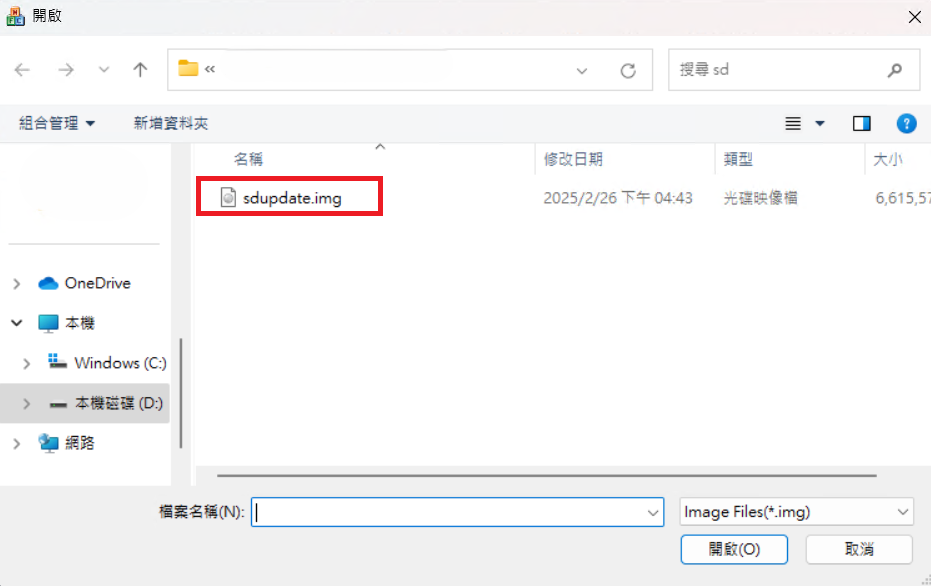 開啟
«
搜尋 sd
組合管理
新增資料夾
名稱
修改日期
類型
大小
sdupdate.img
2025/2/26 下午 04:43
光碟映像檔
6,615,57
OneDrive
本機
Windows (C:)
本機磁碟 (D:)
網路
檔案名稱(N):
Image Files(*.img)
開啟(O)
取消